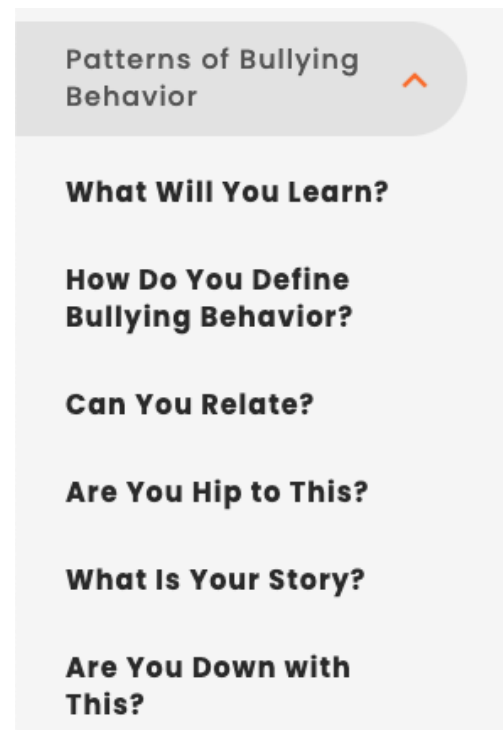 Patterns of Bullying
Behavior
What Will You Learn?
How Do You Define
Bullying Behavior?
Can You Relate?
Are You Hip to This?
What Is Your Story?
Are You Down with
This?